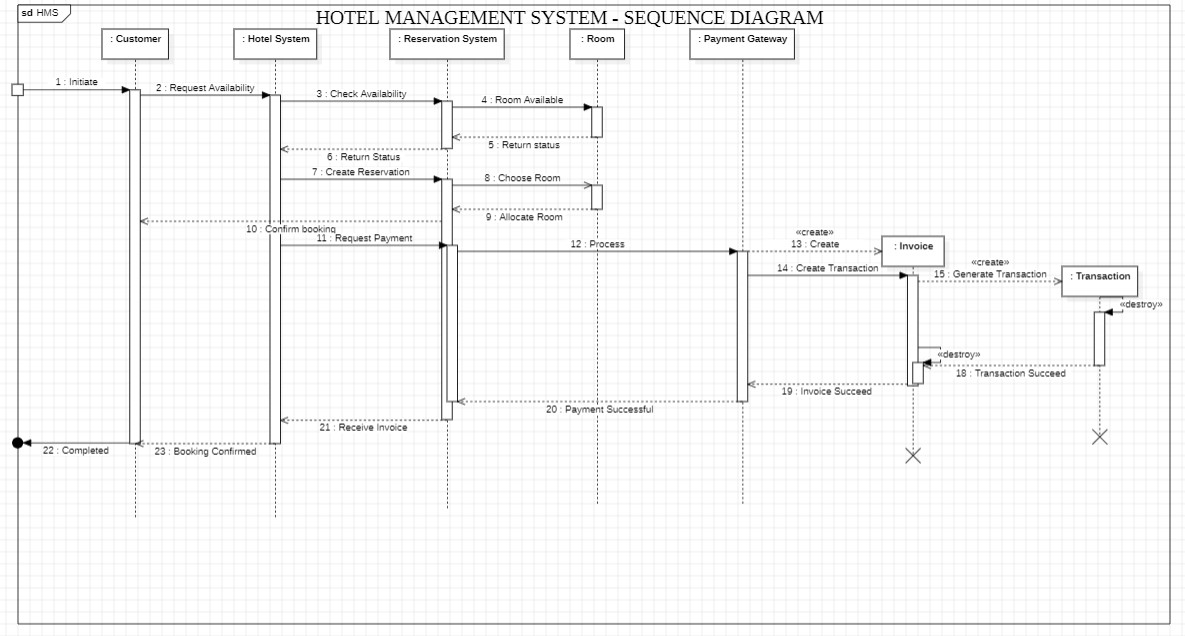 sd HMS
HOTEL MANAGEMENT SYSTEM - SEQUENCE DIAGRAM
: Customer
: Hotel System
: Reservation System
: Room
: Payment Gateway
1 : Initiate
2 : Request Availability
3 : Check Availability
4 : Room Available
5 : Return status
6 : Return Status
7 : Create Reservation
8 : Choose Room
9 : Allocate Room
10 : Confirm booking
11 : Request Payment
12 : Process
«create»
13 : Create
: Invoice
14 : Create Transaction
«create»
15 : Generate Transaction
: Transaction
«destroy»
«destroy»
18 : Transaction Succeed
19 : Invoice Succeed
20 : Payment Successful
21 : Receive Invoice
22 : Completed
23 : Booking Confirmed